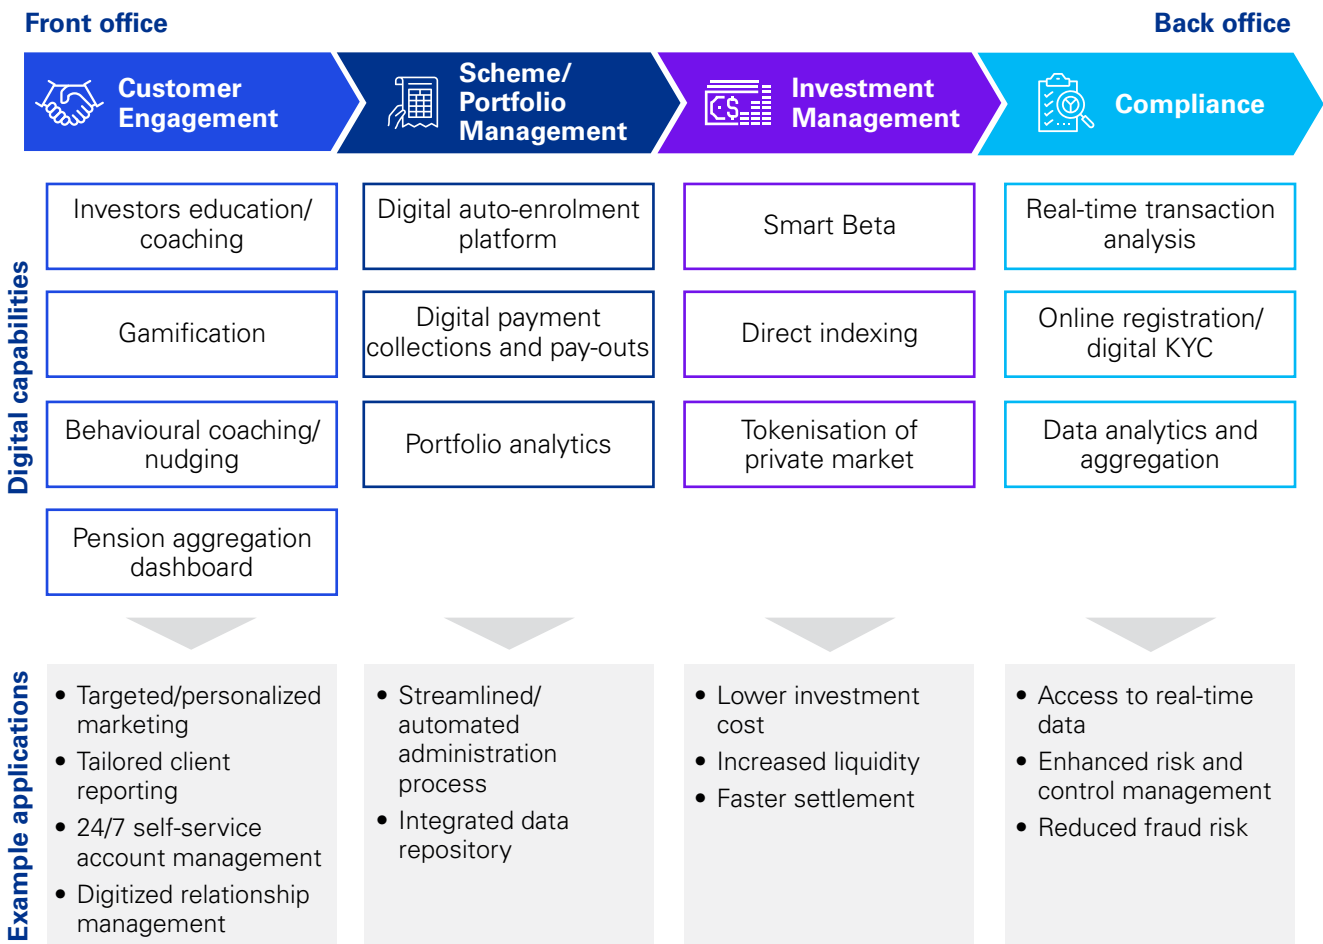 Front office
Back office
Customer
Engagement
Scheme/
Portfolio
Management
Investment
Management
Compliance
Digital capabilities
Investors education/
coaching
Gamification
Behavioural coaching/
nudging
Pension aggregation
dashboard
Digital auto-enrolment
platform
Digital payment
collections and pay-outs
Portfolio analytics
Smart Beta
Direct indexing
Tokenisation of
private market
Real-time transaction
analysis
Online registration/
digital KYC
Data analytics and
aggregation
Example applications
• Targeted/personalized
marketing
• Tailored client
reporting
• 24/7 self-service
account management
• Digitized relationship
management
• Streamlined/
automated
administration
process
• Integrated data
repository
• Lower investment
cost
• Increased liquidity
• Faster settlement
• Access to real-time
data
• Enhanced risk and
control management
• Reduced fraud risk